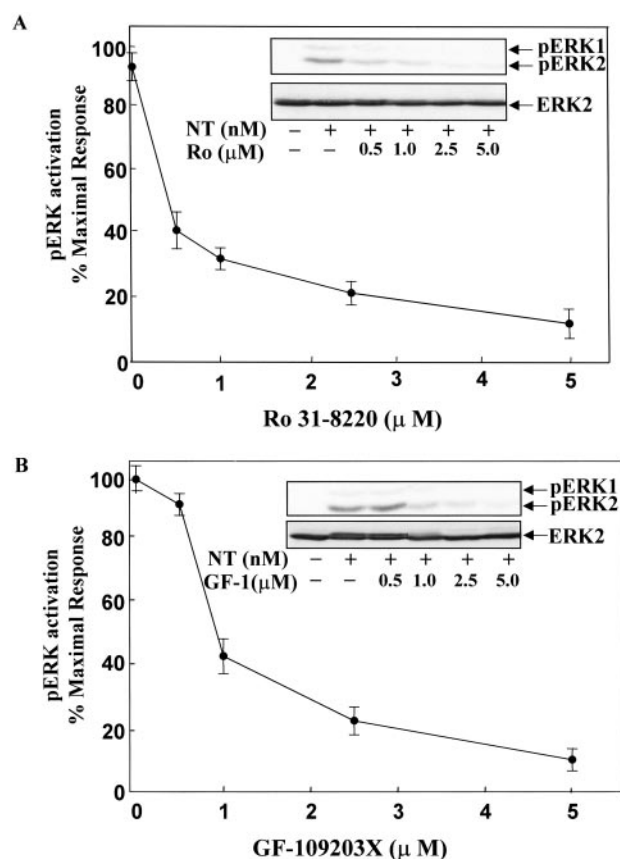 A
pERK activation
% Maximal Response
100
80
60
40
20
0
0 1 2 3 4 5
Ro 31-8220 (μ M)
pERK1
pERK2
ERK2
NT (nM) – + + + + +
Ro (μM) – – 0.5 1.0 2.5 5.0
B
pERK activation
% Maximal Response
100
80
60
40
20
0
0 1 2 3 4 5
GF-109203X (μ M)
pERK1
pERK2
ERK2
NT (nM) – + + + + +
GF-1(μM) – – 0.5 1.0 2.5 5.0